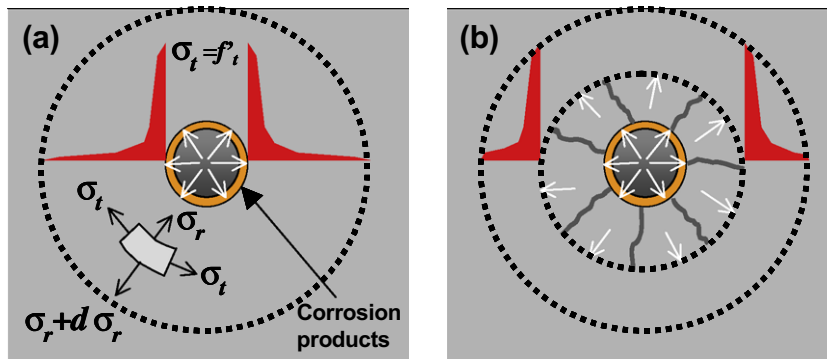 (a)
σt=f't
σt
σr
σt
σr+dσr
Corrosion
products
(b)